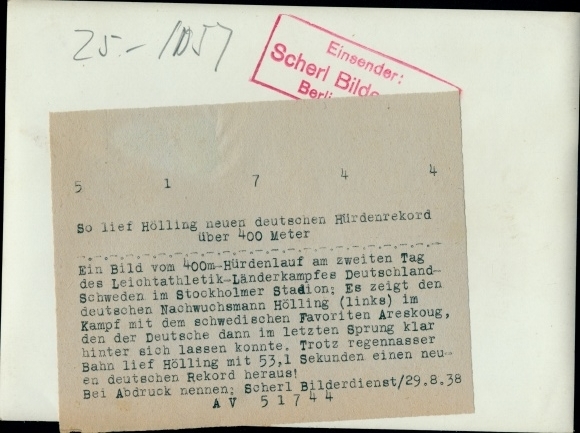 25.- 
Einsender:
Scherl Bilde
Berli
5 1 7 4 4
So lief Hölling neuen deutschen Hürdenrekord
über 400 Meter
Ein Bild vom 400m-Hürdenlauf am zweiten Tag
des Leichtathletik-Länderkampfes Deutschland-
Schweden im Stockholmer Stadion; Es zeigt den
deutschen Nachwuchsmann Hölling (links) im
Kampf mit dem schwedischen Favoriten Areskoug,
den der Deutsche dann im letzten Sprung klar
hinter sich lassen konnte. Trotz regennasser
Bahn lief Hölling mit 53,1 Sekunden einen neu-
en deutschen Rekord heraus!
Bei Abdruck nennen; Scherl Bilderdienst/29.8.38
A V 51744